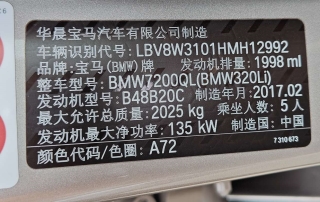 华晨宝马汽车有限公司制造
车辆识别代号: LBV8W3101HMH12992
品牌: 宝马(BMW)牌 发动机排量: 1998 ml
整车型号: BMW7200QL(BMW320Li)
发动机型号: B48B20C 制造年月: 2017.02
最大允许总质量: 2025 kg 乘坐人数: 5 人
发动机最大净功率: 135 kW 制造国: 中国
颜色代码/色圈: A72 7 310 673